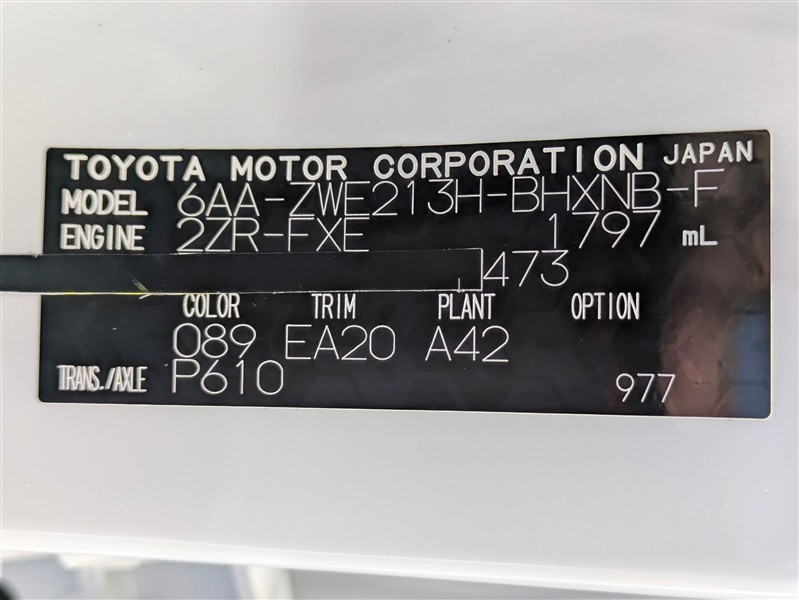 TOYOTA MOTOR CORPORATION JAPAN
MODEL 6AA-ZWE213H-BHXNB-F
ENGINE 2ZR-FXE 1797 mL
473
COLOR TRIM PLANT OPTION
089 EA20 A42
TRANS./AXLE P610 977